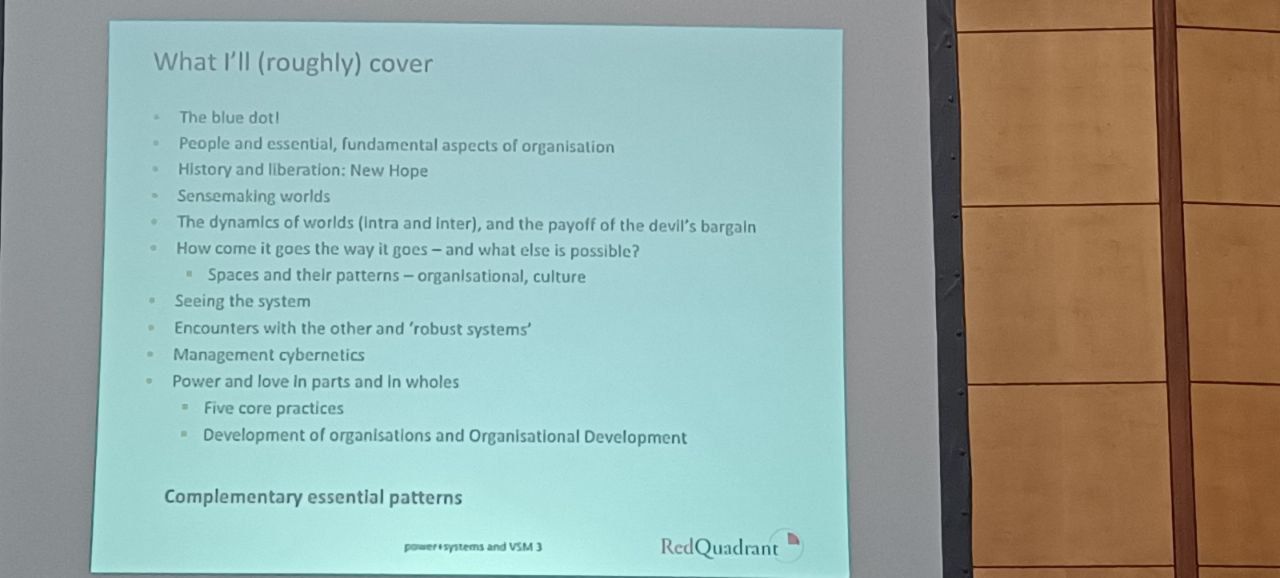 What I'll (roughly) cover
The blue dot!
People and essential, fundamental aspects of organisation
History and liberation: New Hope
Sensemaking worlds
The dynamics of worlds (intra and inter), and the payoff of the devil's bargain
How come it goes the way it goes – and what else is possible?
Spaces and their patterns – organisational, culture
Seeing the system
Encounters with the other and 'robust systems'
Management cybernetics
Power and love in parts and in wholes
Five core practices
Development of organisations and Organisational Development
Complementary essential patterns
power+systems and VSM 3
RedQuadrant